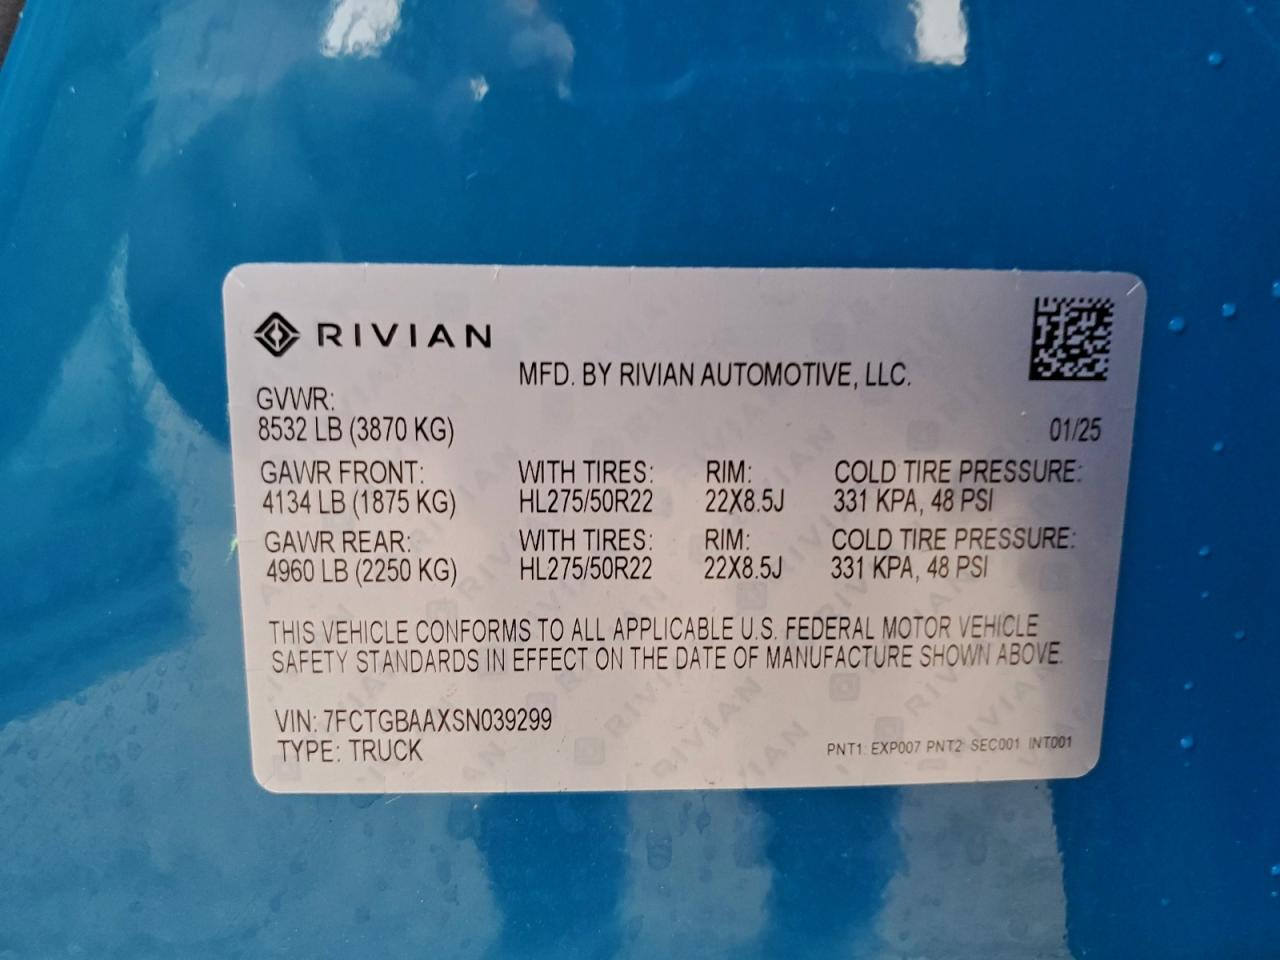 RIVIAN
MFD. BY RIVIAN AUTOMOTIVE, LLC.
GVWR:
8532 LB (3870 KG)
01/25
GAWR FRONT: WITH TIRES: RIM: COLD TIRE PRESSURE:
4134 LB (1875 KG) HL275/50R22 22X8.5J 331 KPA, 48 PSI
GAWR REAR: WITH TIRES: RIM: COLD TIRE PRESSURE:
4960 LB (2250 KG) HL275/50R22 22X8.5J 331 KPA, 48 PSI
THIS VEHICLE CONFORMS TO ALL APPLICABLE U.S. FEDERAL MOTOR VEHICLE
SAFETY STANDARDS IN EFFECT ON THE DATE OF MANUFACTURE SHOWN ABOVE.
VIN: 7FCTGBAAXSN039299
TYPE: TRUCK
PNT1: EXP007 PNT2: SEC001 INT001